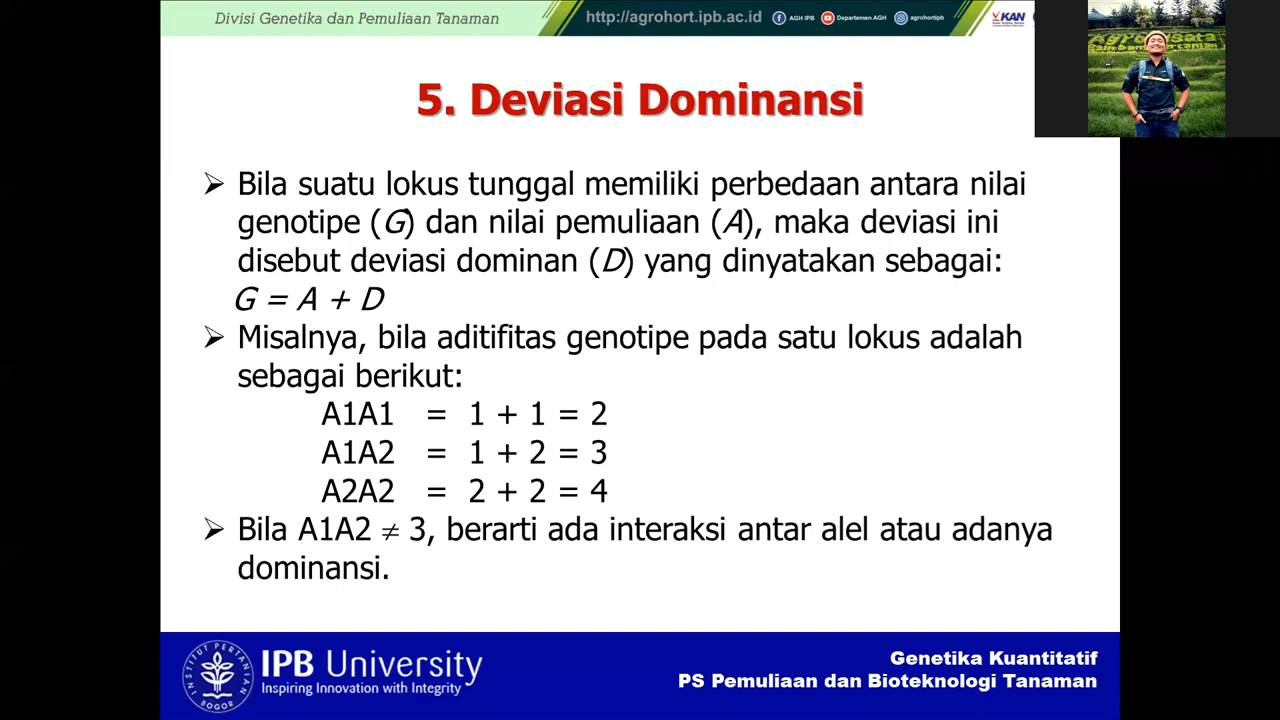 Divisi Genetika dan Pemuliaan Tanaman
http://agrohort.ipb.ac.id
AGH IPB
Departemen AGH
agrohortipb
KAN
5. Deviasi Dominansi
➢ Bila suatu lokus tunggal memiliki perbedaan antara nilai
genotipe (G) dan nilai pemuliaan (A), maka deviasi ini
disebut deviasi dominan (D) yang dinyatakan sebagai:
G = A + D
➢ Misalnya, bila aditifitas genotipe pada satu lokus adalah
sebagai berikut:
A1A1 = 1 + 1 = 2
A1A2 = 1 + 2 = 3
A2A2 = 2 + 2 = 4
➢ Bila A1A2 ≠ 3, berarti ada interaksi antar alel atau adanya
dominansi.
INSTITUT PERTANIAN
BOGOR
IPB University
Inspiring Innovation with Integrity
Genetika Kuantitatif
PS Pemuliaan dan Bioteknologi Tanaman